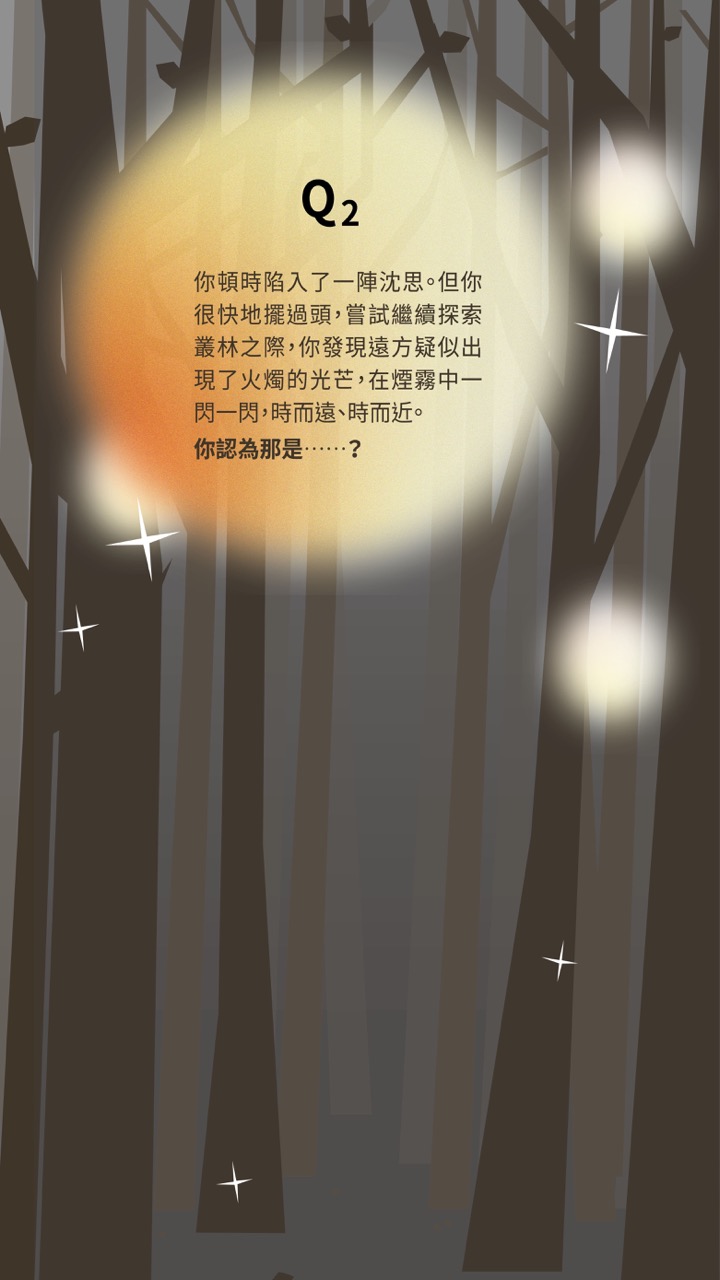 Q2
你頓時陷入了一陣沈思。但你
很快地擺過頭，嘗試繼續探索
叢林之際，你發現遠方疑似出
現了火燭的光芒，在煙霧中一
閃一閃，時而遠、時而近。
你認為那是……？